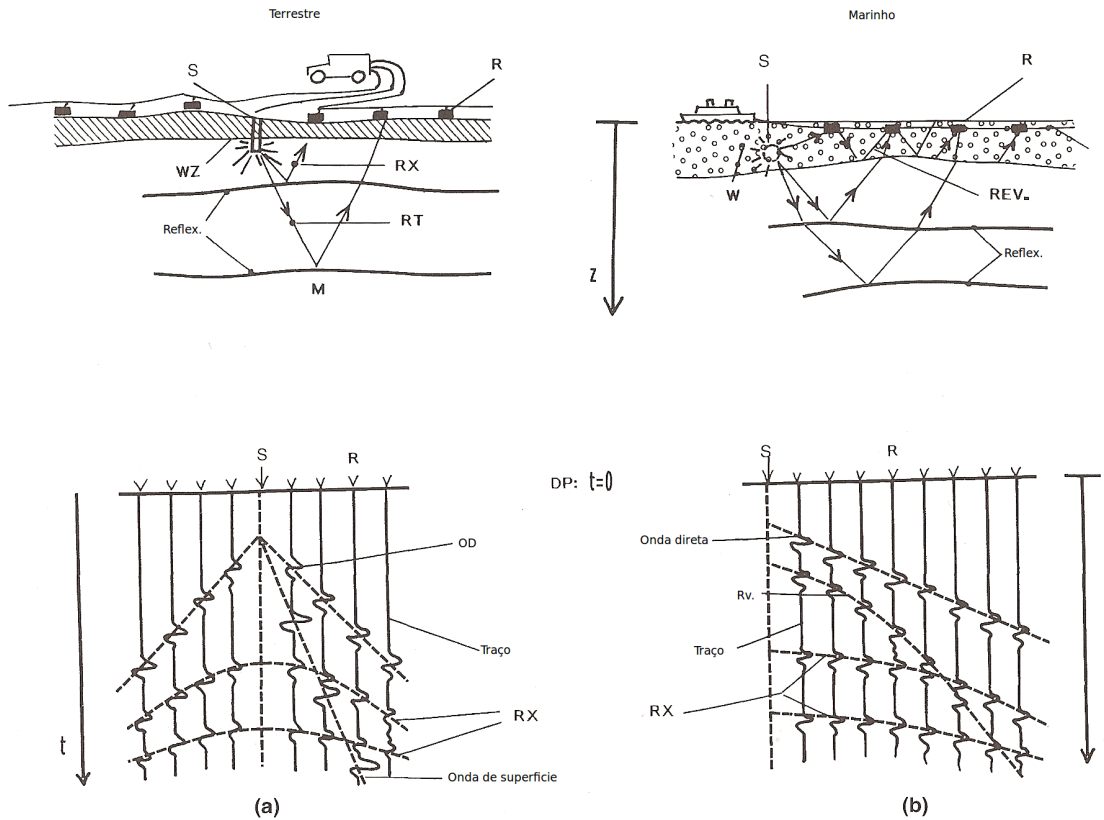 Terrestre
Marinho
S
R
WZ
RX
RT
Reflex.
M
S
R
W
REV.
Reflex.
z
S
R
OD
Traço
RX
Onda de superficie
t
(a)
DP: t=0
S
R
Onda direta
Rv.
Traço
RX
(b)